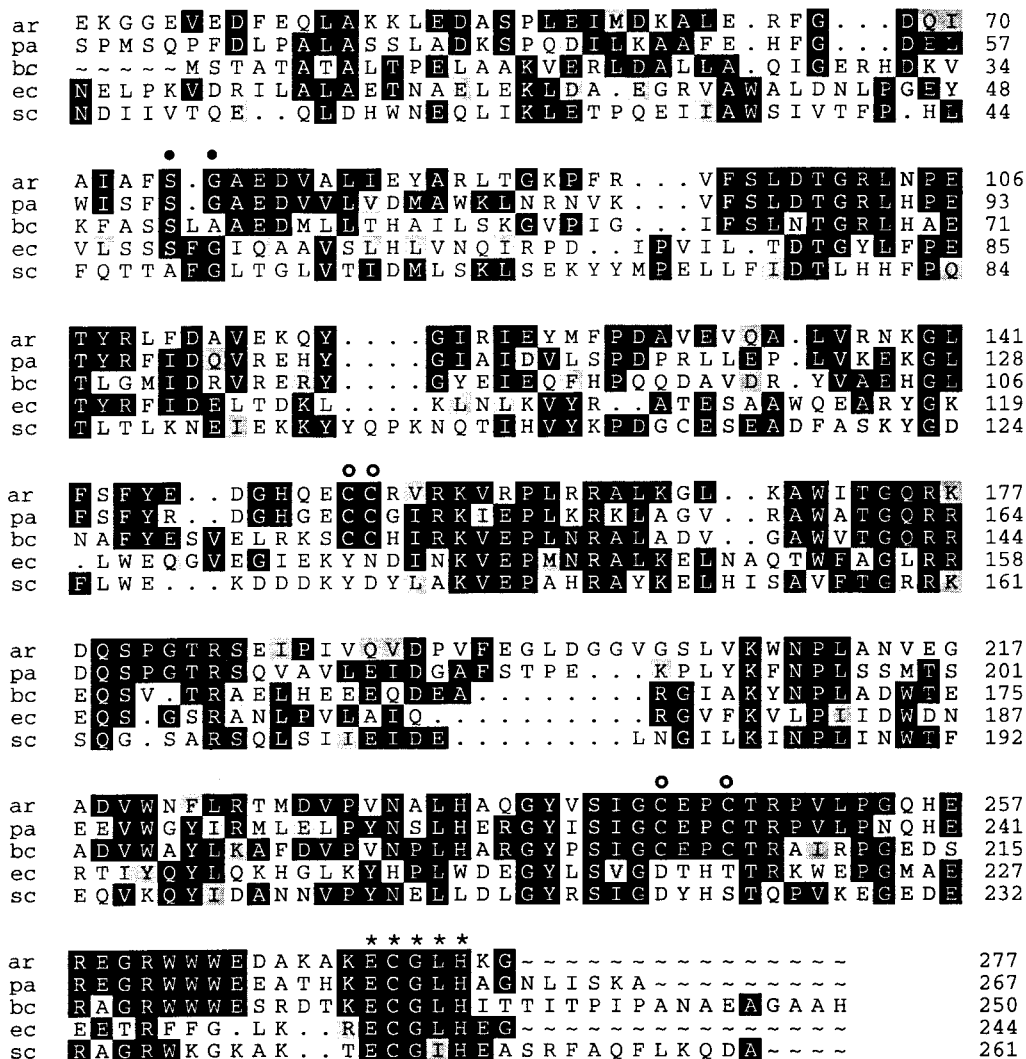 ar EKGGEVEDFEQLAKKLEDASPLEIMDKALE.RFG...DQI 70
pa SPMSQPFDLPALASSLADKSPQDILKAAFE.HFG...DEL 57
bc ~~~~~MSTATATALTPELAAKVERLDALLA.QIGERHDKV 34
ec NELPKVDRILALAETNAELEKLDA.EGRVAWALDNLPGEY 48
sc NDIIVTQE..QLDHWNEQLIKLETPQEIIAWSIVTFP.HL 44
● ●
ar AIAFS.GAEDVALIEYARLTGKPFR...VFSLDTGRLNPE 106
pa WISFS.GAEDVVLVDMAWKLNRNVK...VFSLDTGRLHPE 93
bc KFASSLAAEDMLLTHAILSKGVPIG...IFSLNTGRLHAE 71
ec VLSSSFGIQAAVSLHLVNQIRPD..IPVIL.TDTGYLFPE 85
sc FQTTAFGLTGLVTIDMLSKLSEKYYMPELLFIDTLHHFPQ 84
ar TYRLFDAVEKQY....GIRIEYMFPDAVEVQA.LVRNKGL 141
pa TYRFIDQVREHY....GIAIDVLSPDPRLLEP.LVKEKGL 128
bc TLGMIDRVRERY....GYEIEQFHPQQDAVDR.YVAEHGL 106
ec TYRFIDELTDKL....KLNLKVYR..ATESAAWQEARYGK 119
sc TLTLKNEIEKKYYQPKNQTIHVYKPDGCESEADFASKYGD 124
o o
ar FSFYE..DGHQECCRVRKVRPLRRALKGL..KAWITGQRK 177
pa FSFYR..DGHGECCGIRKIEPLKRKLAGV..RAWATGQRR 164
bc NAFYESVELRKSCCHIRKVEPLNRALADV..GAWVTGQRR 144
ec .LWEQGVEGIEKYNDINKVEPMNRALKELNAQTWFAGLRR 158
sc FLWE...KDDDKYDYLAKVEPAHRAYKELHISAVFTGRRK 161
ar DQSPGTRSEIPIVQVDPVFEGLDGGVGSLVKWNPLANVEG 217
pa DQSPGTRSQVAVLEIDGAFSTPE....KPLYKFNPLSSMTS 201
bc EQSV.TRAELHEEEQDEA.........RGIAKYNPLADWTE 175
ec EQS.GSRANLPVLAIQ..........RGVFKVLPIIDWDN 187
sc SQG.SARSQLSIIEIDE.........LNGILKINPLINWTF 192
o o
ar ADVWNFLRTMDVPVNALHAQGYVSIGCEPCTRPVLPGQHE 257
pa EEVWGYIRMLELPYNSLHERGYISIGCEPCTRPVLPNQHE 241
bc ADVWAYLKAFDVPVNPLHARGYPSIGCEPCTRAIRPGEDS 215
ec RTIYQYLQKHGLKYHPLWDEGYLSVGDTHTTRKWEPGMAE 227
sc EQVKQYIDANNVPYNELLDLGYRSIGDYHSTQPVKEGEDE 232
* * * * *
ar REGRWWWEDAKAKECGLHKG~~~~~~~~~~~~~~ 277
pa REGRWWWEEATHKECGLHAGNLISKA~~~~~~~~ 267
bc RAGRWWWESRDTKECGLHITTITPIPANAEAGAAH 250
ec EETRFFG.LK..RECGLHEG~~~~~~~~~~~~~~ 244
sc RAGRWKGKAK..TECGIHEASRFAQFLKQDA~~~~ 261